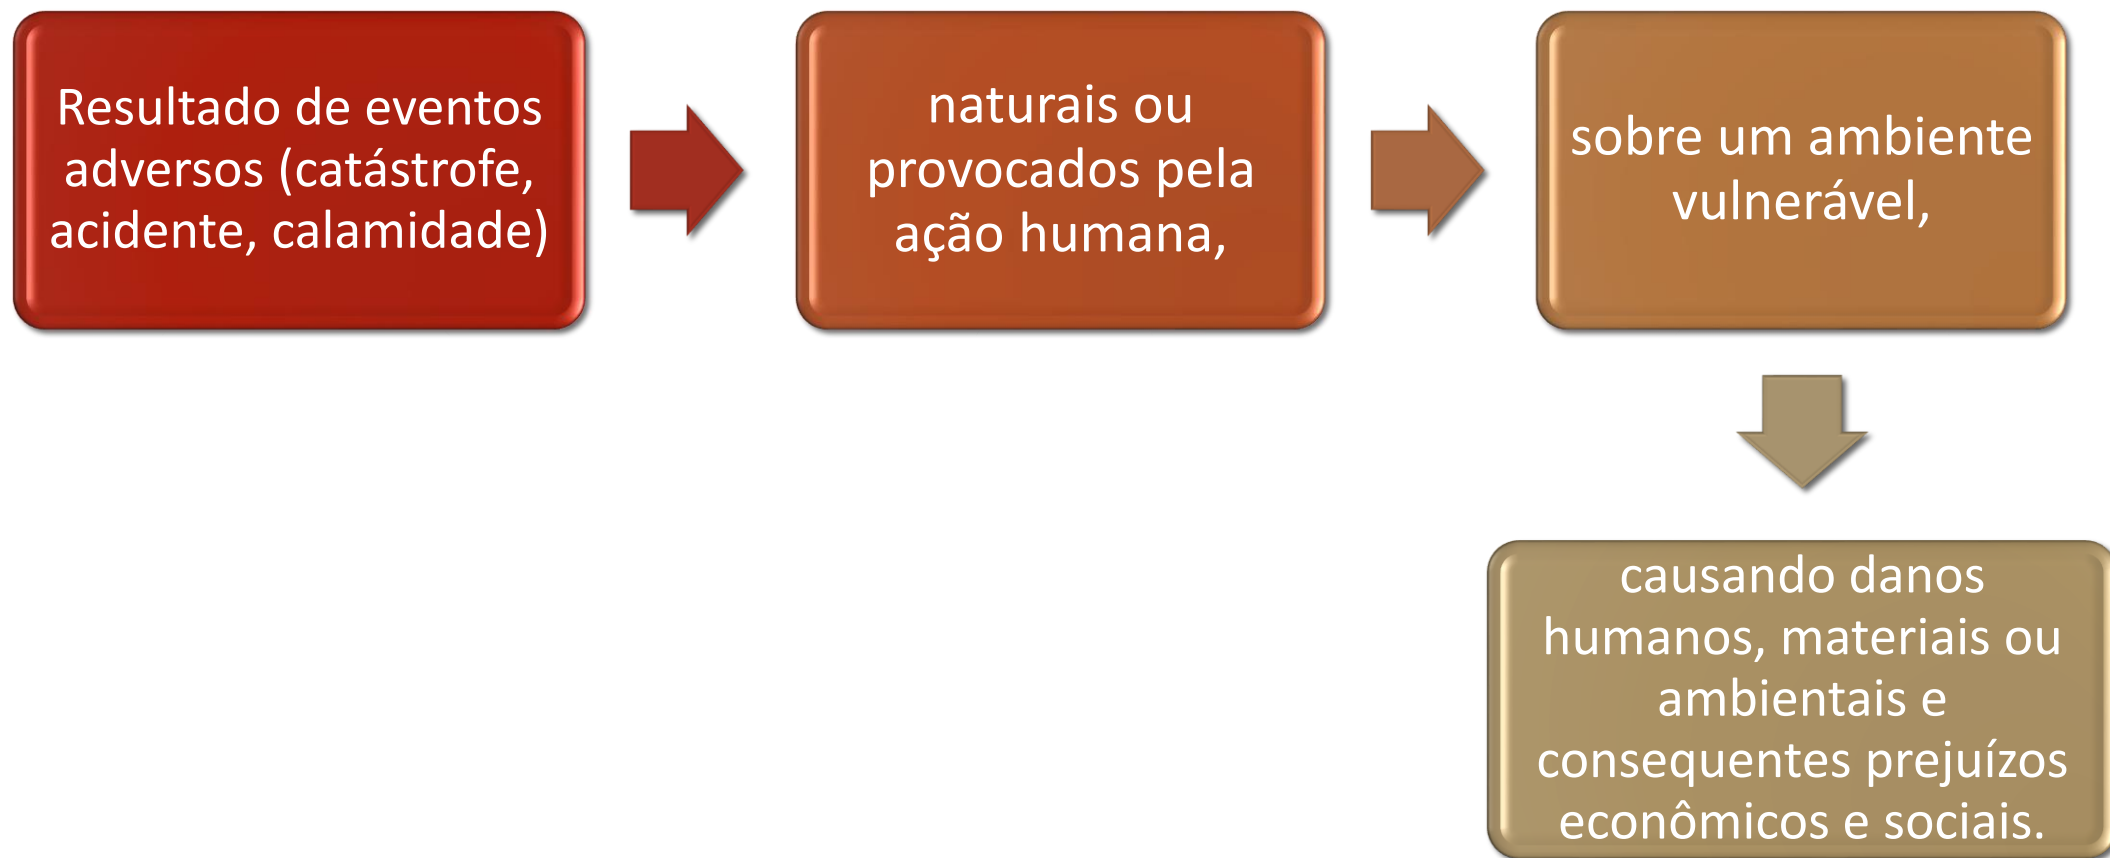 Resultado de eventos
adversos (catástrofe,
acidente, calamidade)
naturais ou
provocados pela
ação humana,
sobre um ambiente
vulnerável,
causando danos
humanos, materiais ou
ambientais e
consequentes prejuízos
econômicos e sociais.